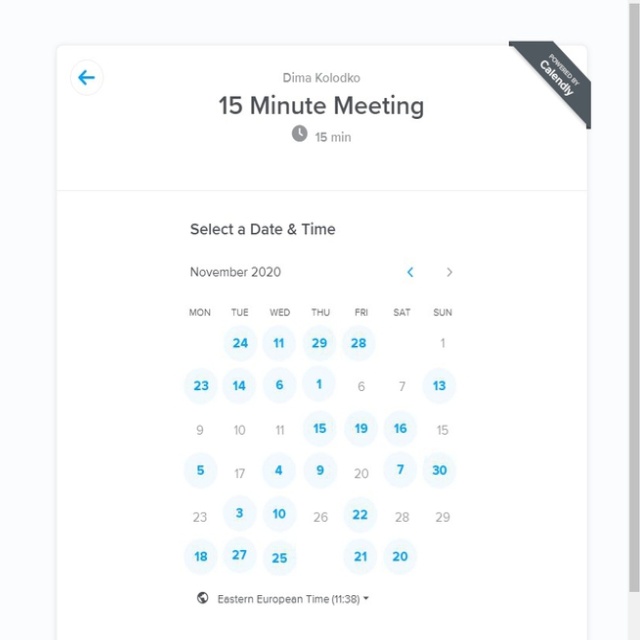 POWERED BY
Calendly
Dima Kolodko
15 Minute Meeting
15 min
Select a Date & Time
November 2020
MON TUE WED THU FRI SAT SUN
24 11 29 28 1
23 14 6 1 6 7 13
9 10 11 15 19 16 15
5 17 4 9 20 7 30
23 3 10 26 22 28 29
18 27 25 21 20
Eastern European Time (11:38)